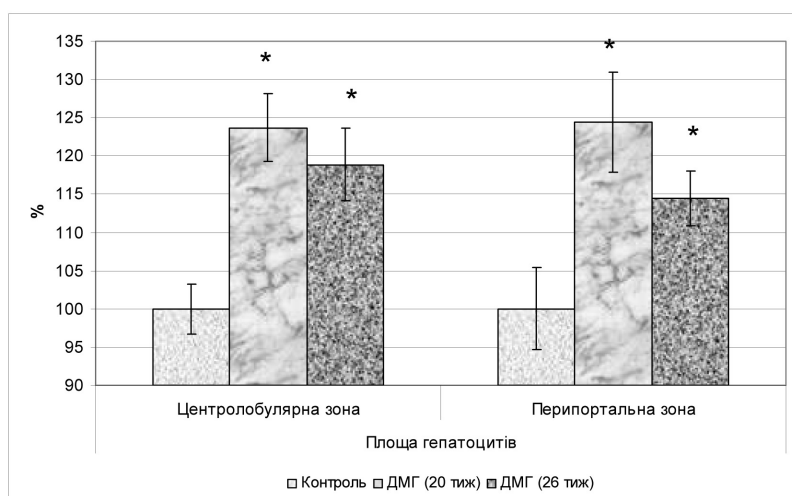 135
130
125
120
115
110
105
100
95
90
%
* * * *
Центролобулярна зона Перипортальна зона
Площа гепатоцитів
Контроль ДМГ (20 тиж) ДМГ (26 тиж)